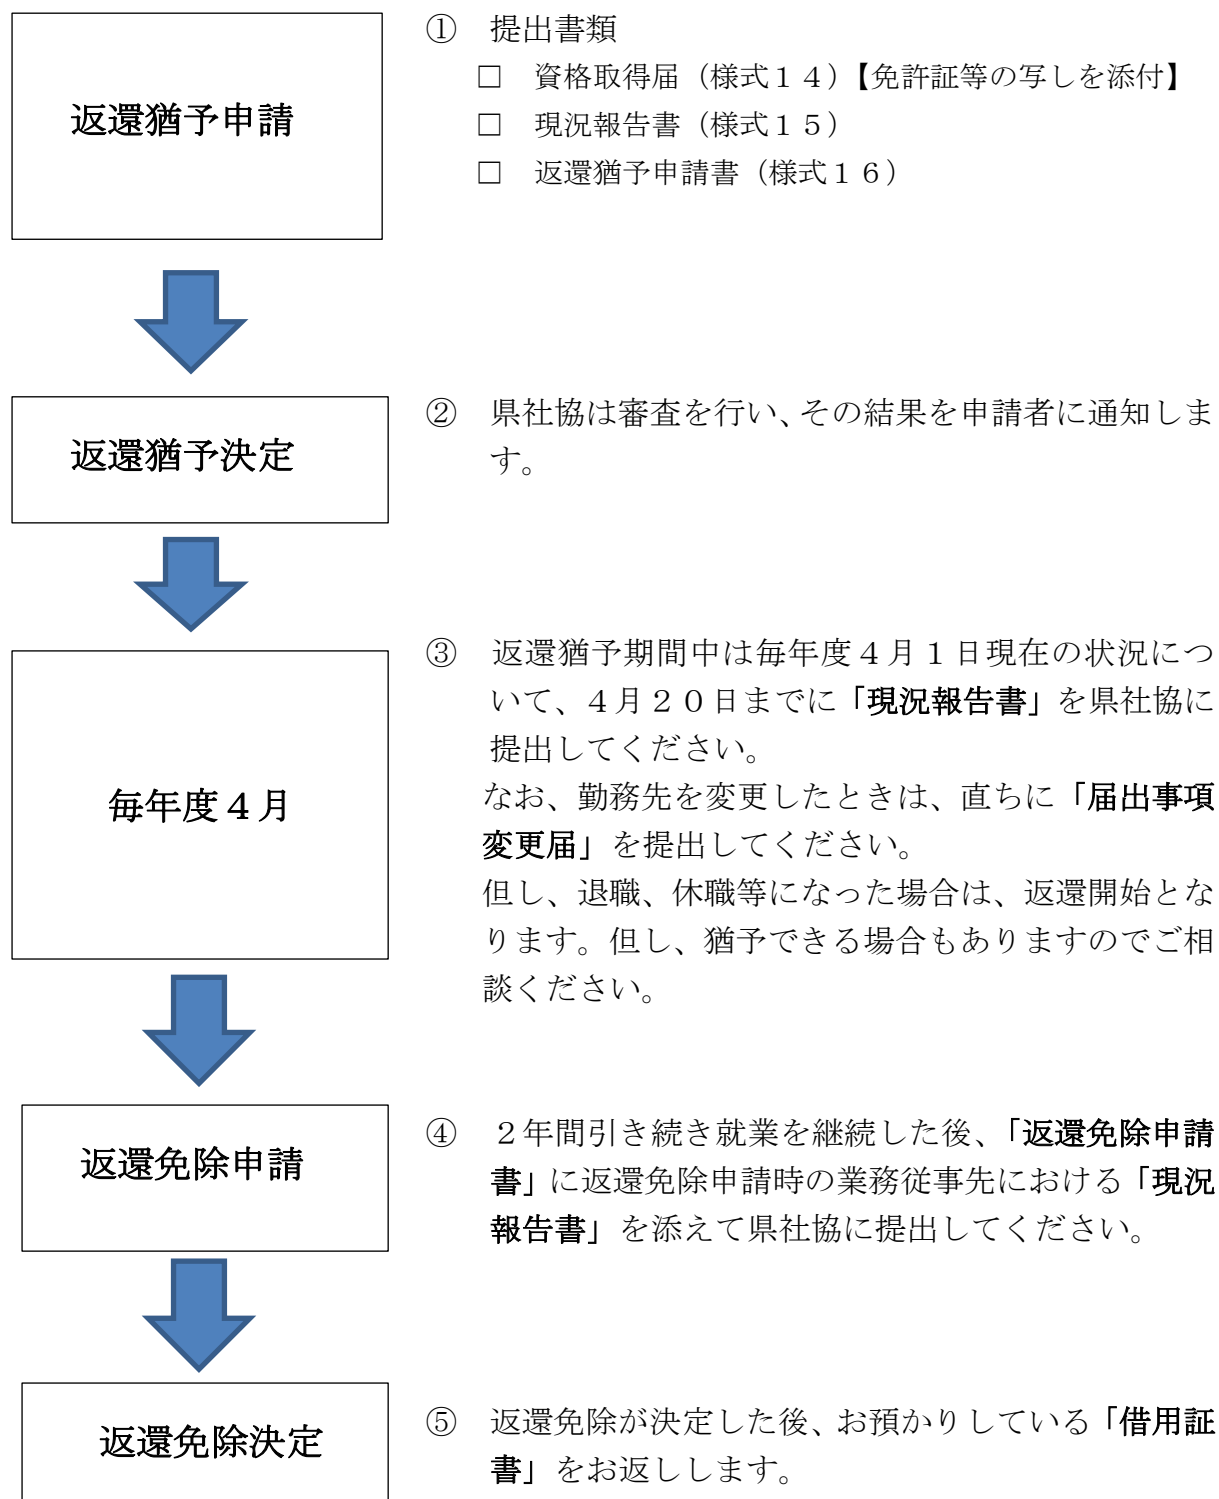 返還猶予申請
①　提出書類
□　資格取得届（様式１４）【免許証等の写しを添付】
□　現況報告書（様式１５）
□　返還猶予申請書（様式１６）
返還猶予決定
②　県社協は審査を行い、その結果を申請者に通知しま
す。
毎年度４月
③　返還猶予期間中は毎年度４月１日現在の状況につ
いて、４月２０日までに「現況報告書」を県社協に
提出してください。
なお、勤務先を変更したときは、直ちに「届出事項
変更届」を提出してください。
但し、退職、休職等になった場合は、返還開始とな
ります。但し、猶予できる場合もありますのでご相
談ください。
返還免除申請
④　２年間引き続き就業を継続した後、「返還免除申請
書」に返還免除申請時の業務従事先における「現況
報告書」を添えて県社協に提出してください。
返還免除決定
⑤　返還免除が決定した後、お預かりしている「借用証
書」をお返しします。